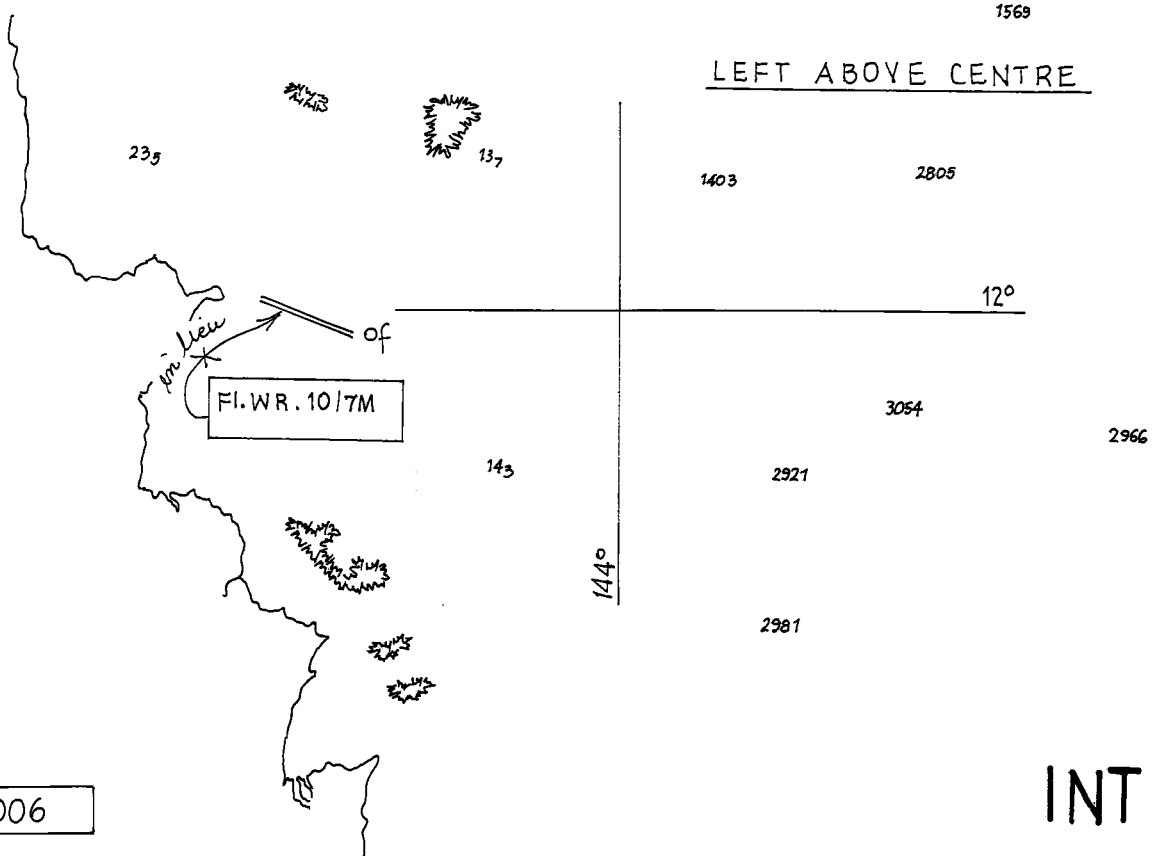 1569
LEFT ABOVE CENTRE
23₅
13₇
1403
2805
12°
in lieu
of
Fl.WR.10/7M
3054
2966
14₃
2921
144°
2981
006
INT